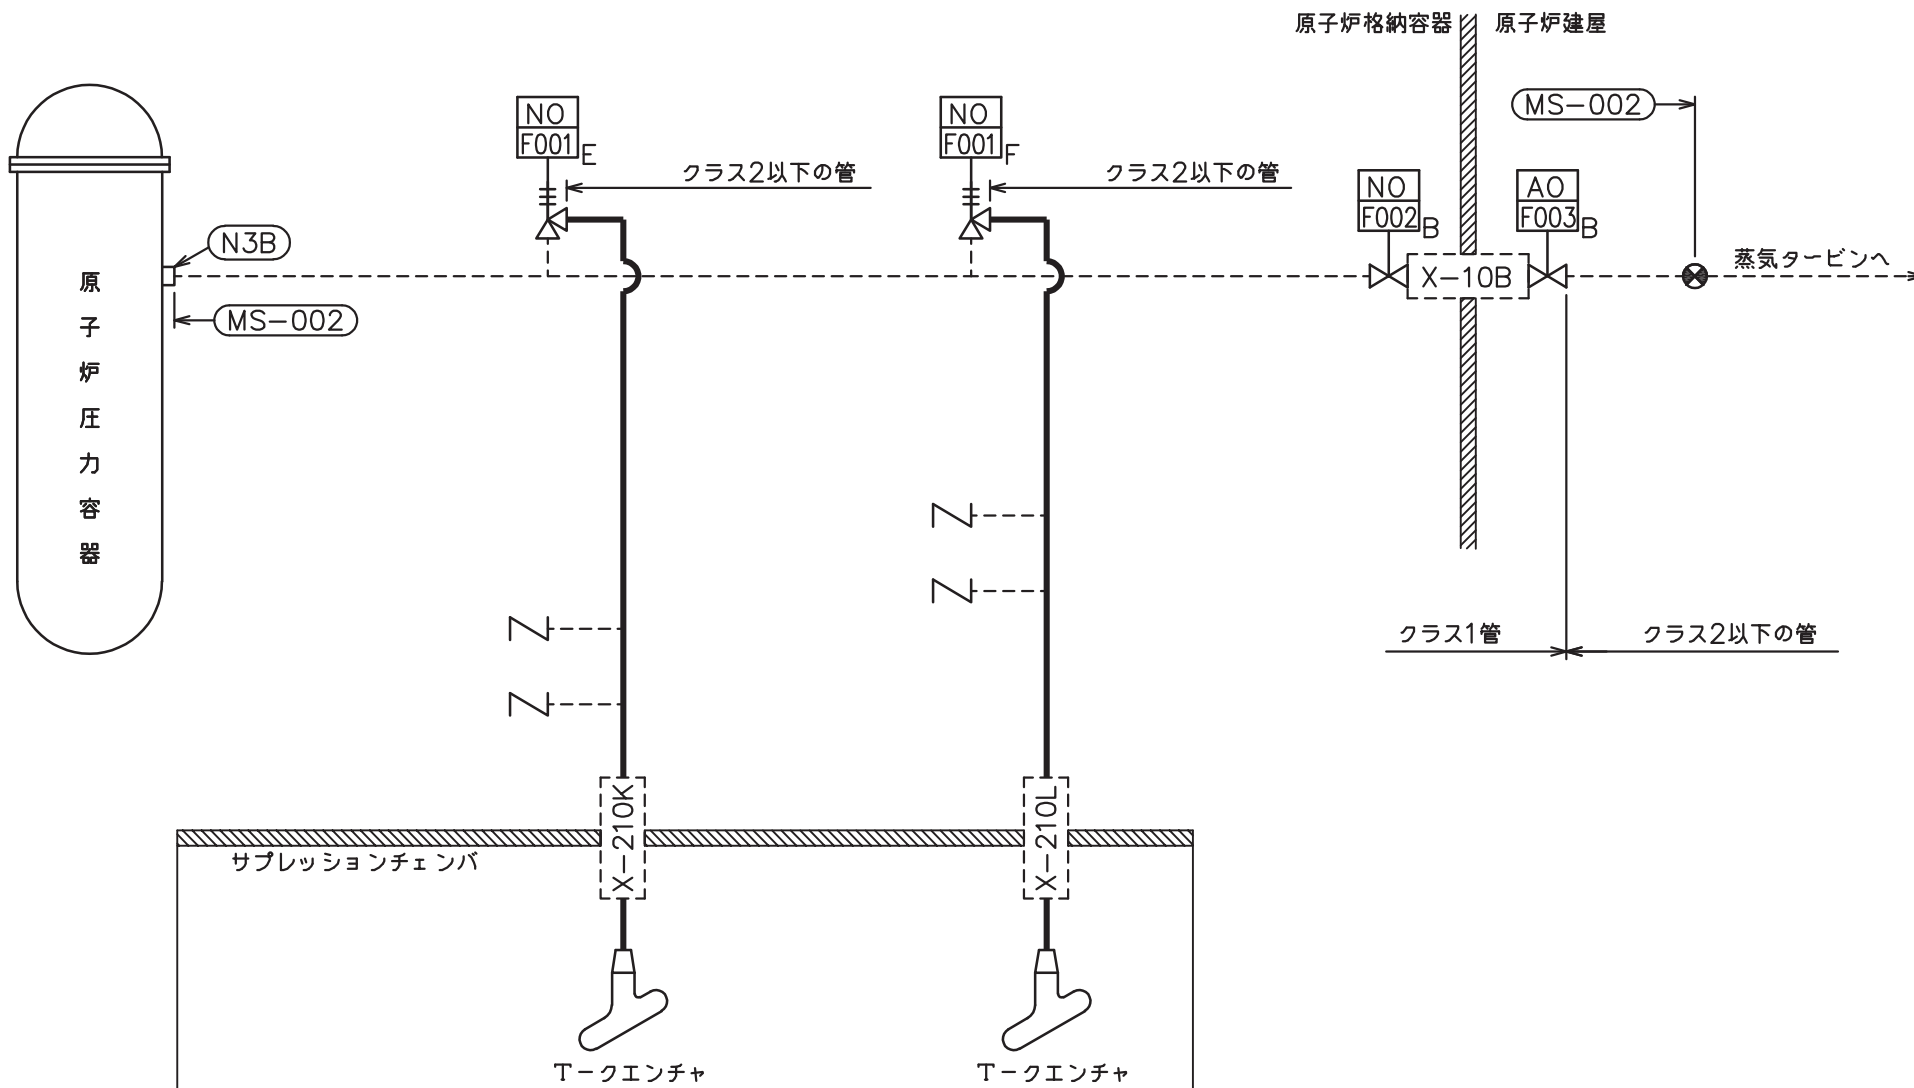 原子炉格納容器
原子炉建屋
MS-002
NO
F001E
クラス2以下の管
NO
F001F
クラス2以下の管
NO
F002B
AO
F003B
N3B
X-10B
蒸気タービンへ
MS-002
原子炉圧力容器
クラス1管
クラス2以下の管
X-210K
X-210L
サプレッションチェンバ
T-クエンチャ
T-クエンチャ